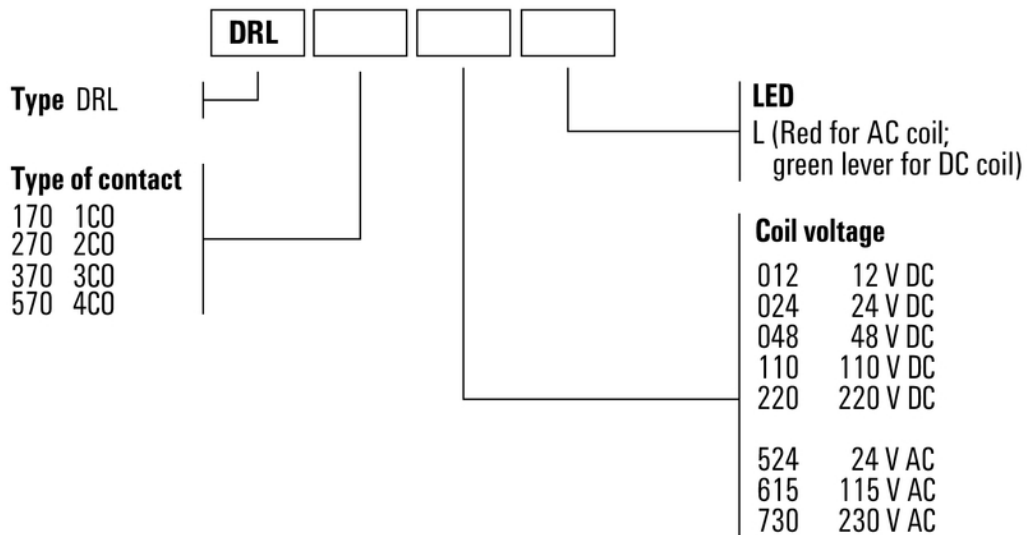 DRL
Type DRL
Type of contact
170 1CO
270 2CO
370 3CO
570 4CO
LED
L (Red for AC coil;
green lever for DC coil)
Coil voltage
012 12 V DC
024 24 V DC
048 48 V DC
110 110 V DC
220 220 V DC
524 24 V AC
615 115 V AC
730 230 V AC